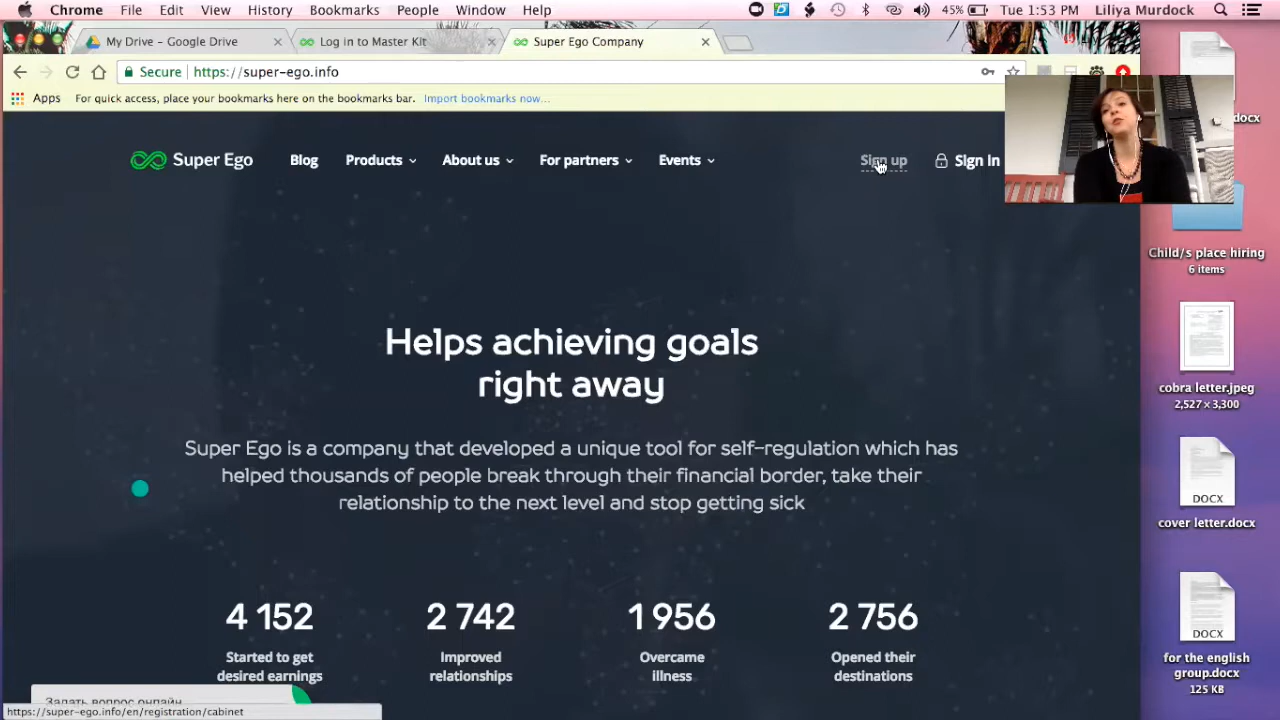 Chrome File Edit View History Bookmarks People Window Help 45% Tue 1:53 PM Liliya Murdock
My Drive - Google Drive Log in to Master Kit Super Ego Company
Secure https://super-ego.info
Apps For quick access, place your bookmarks here on the bookmarks bar. Import bookmarks now...
docx
Super Ego Blog Products About us For partners Events Sign up Sign in
Child/s place hiring
6 items
Helps achieving goals
right away
cobra letter.jpeg
2,527 × 3,300
Super Ego is a company that developed a unique tool for self-regulation which has
helped thousands of people break through their financial border, take their
relationship to the next level and stop getting sick
DOCX
cover letter.docx
4 152 2 742 1 956 2 756
Started to get
desired earnings
Improved
relationships
Overcame
illness
Opened their
destinations
DOCX
for the english
group.docx
125 KB
Задать вопрос онлайн
https://super-ego.info/en/registration/cabinet